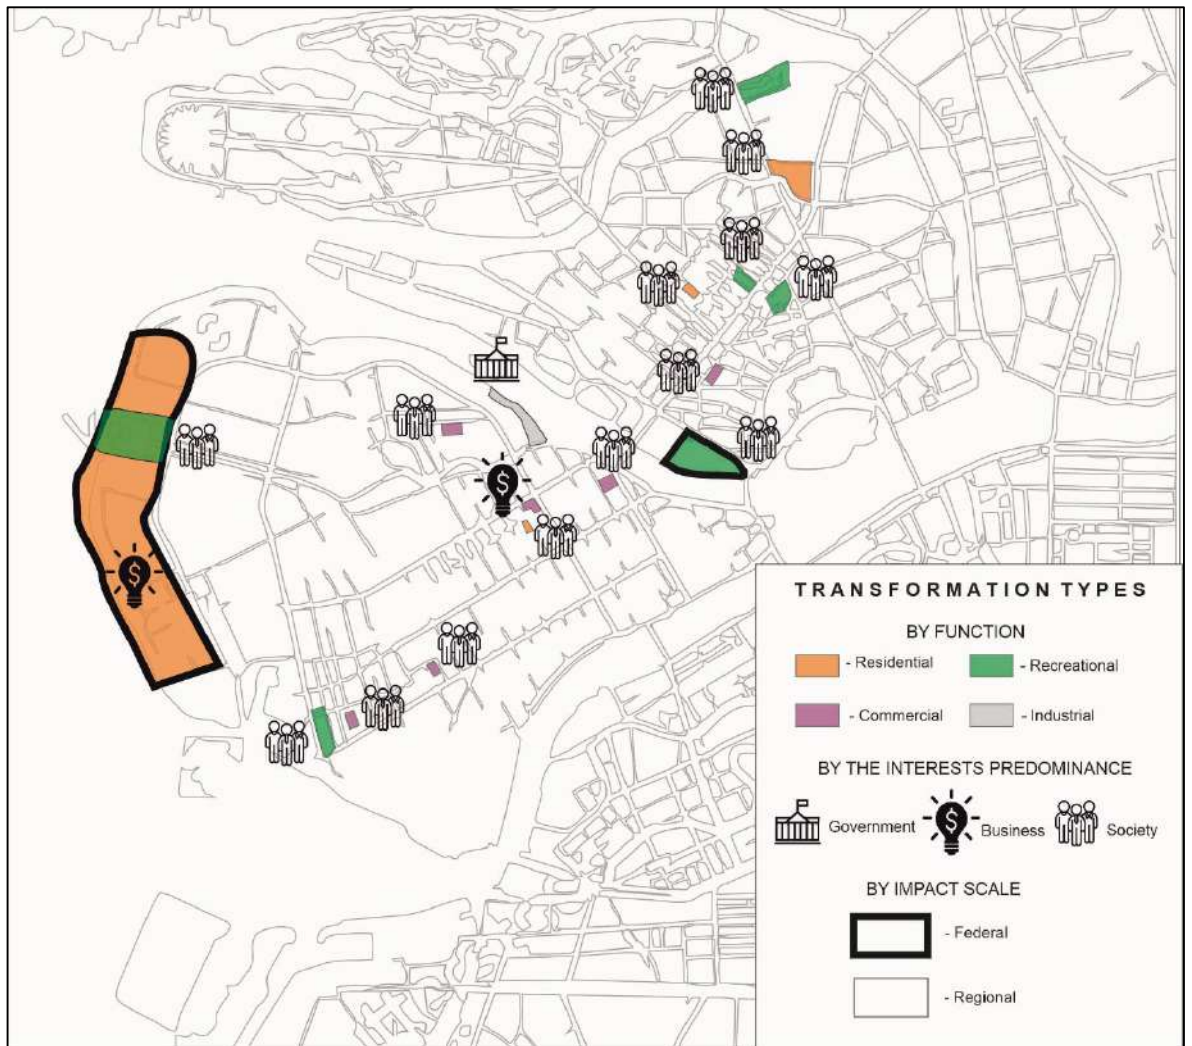 TRANSFORMATION TYPES
BY FUNCTION
- Residential
- Recreational
- Commercial
- Industrial
BY THE INTERESTS PREDOMINANCE
Government
Business
Society
BY IMPACT SCALE
- Federal
- Regional